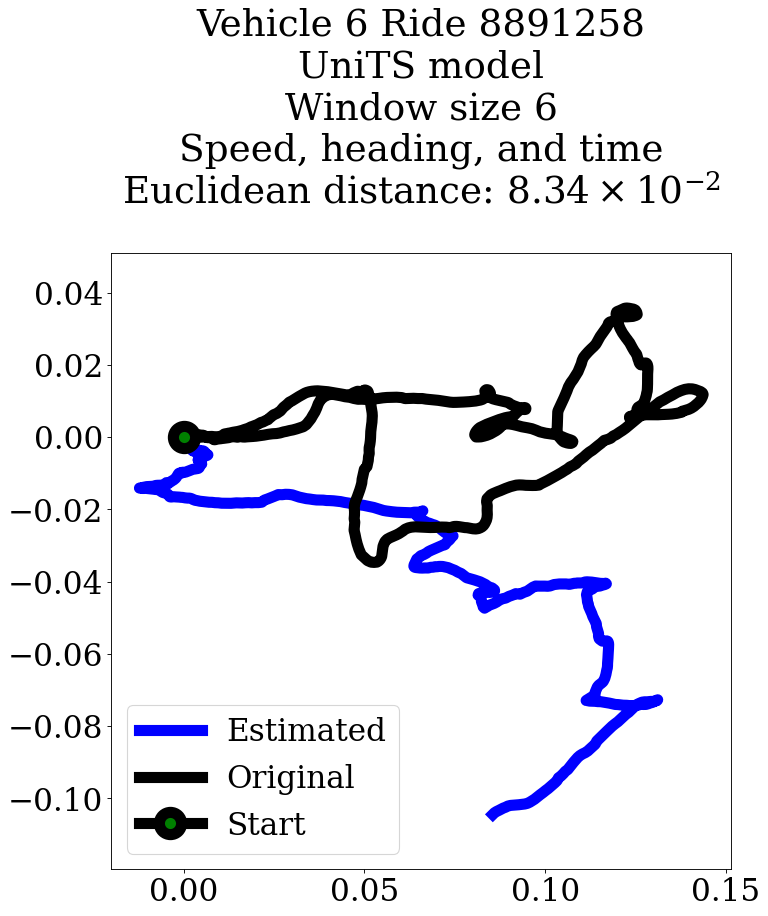 Vehicle 6 Ride 8891258
UniTS model
Window size 6
Speed, heading, and time
Euclidean distance: 8.34 × 10⁻²
0.04
0.02
0.00
−0.02
−0.04
−0.06
−0.08
−0.10
Estimated
Original
Start
0.00 0.05 0.10 0.15